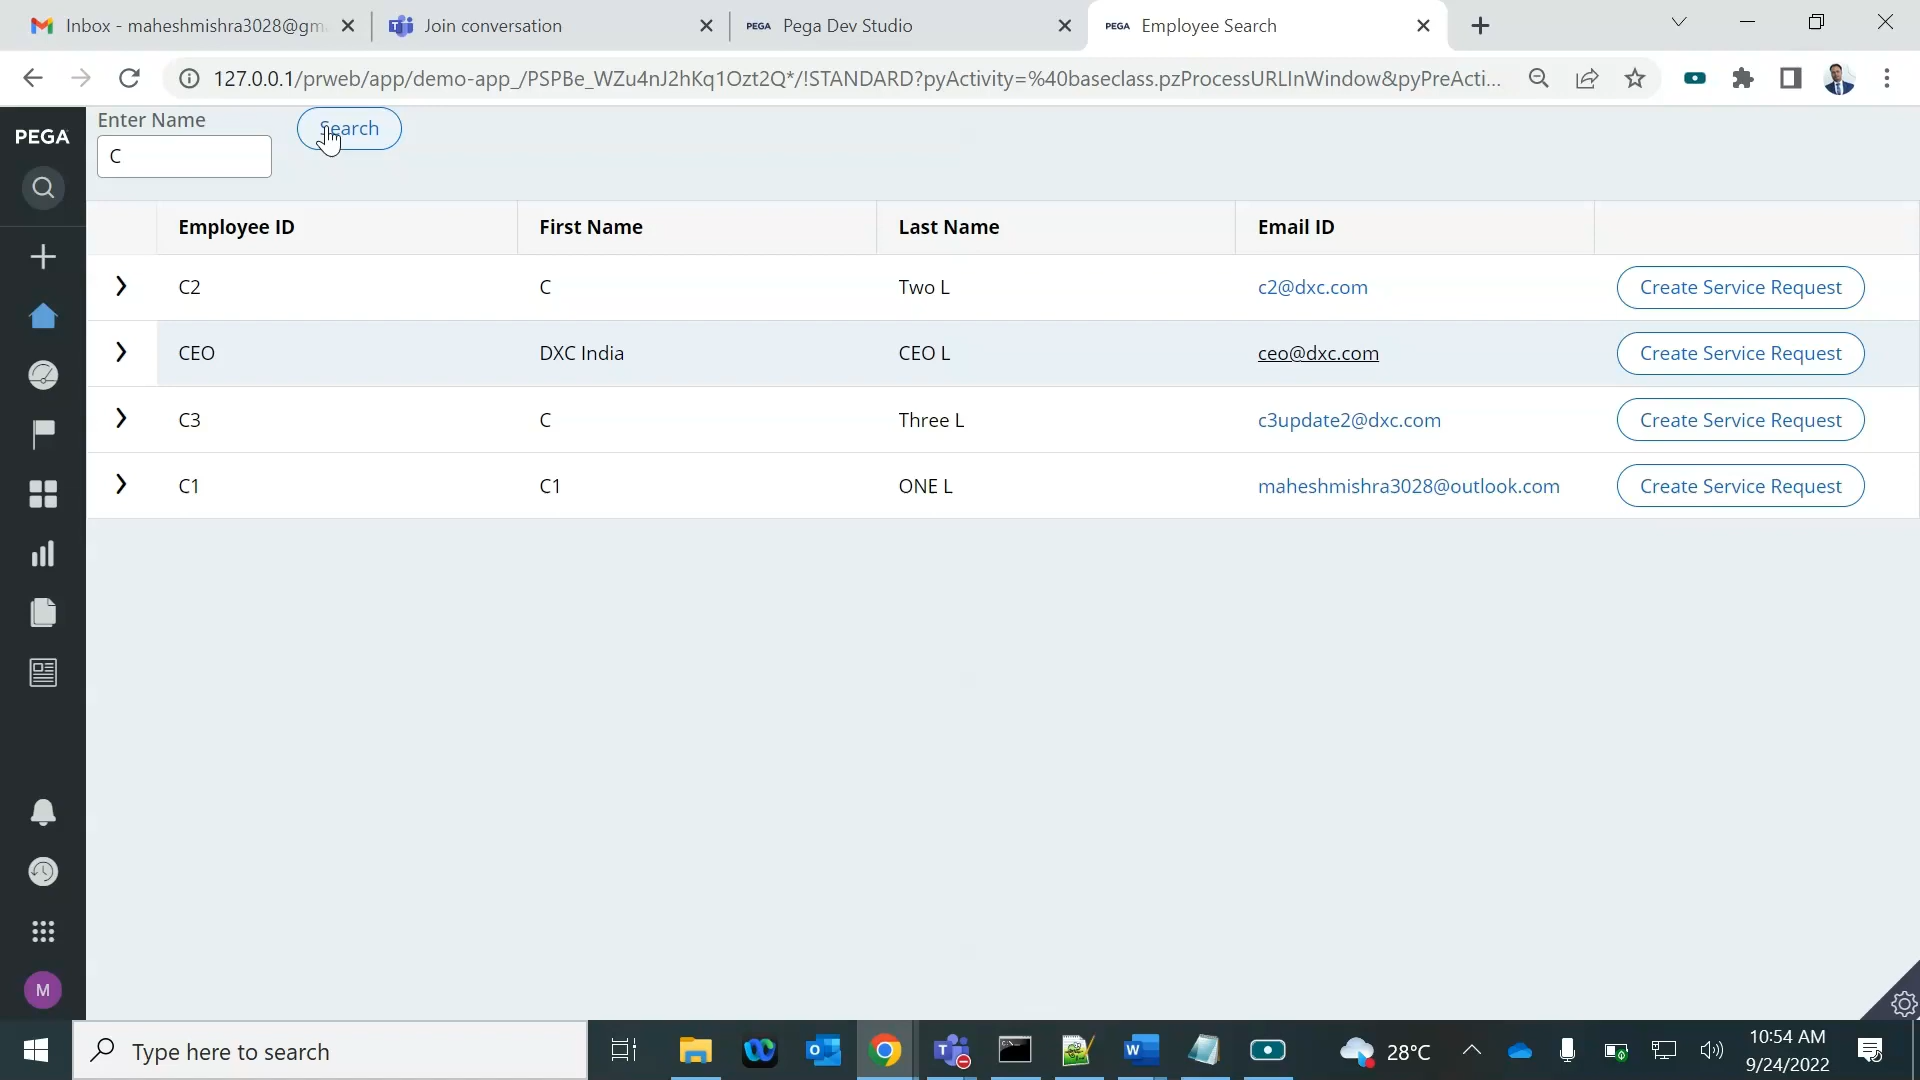 Inbox - maheshmishra3028@gm
Join conversation
PEGA Pega Dev Studio
PEGA Employee Search
127.0.0.1/prweb/app/demo-app_/PSPBe_WZu4nJ2hKq1Ozt2Q*/!STANDARD?pyActivity=%40baseclass.pzProcessURLInWindow&pyPreActi...
PEGA
Enter Name
C
Search
Employee ID First Name Last Name Email ID
C2 C Two L c2@dxc.com Create Service Request
CEO DXC India CEO L ceo@dxc.com Create Service Request
C3 C Three L c3update2@dxc.com Create Service Request
C1 C1 ONE L maheshmishra3028@outlook.com Create Service Request
M
Type here to search
28°C
10:54 AM
9/24/2022